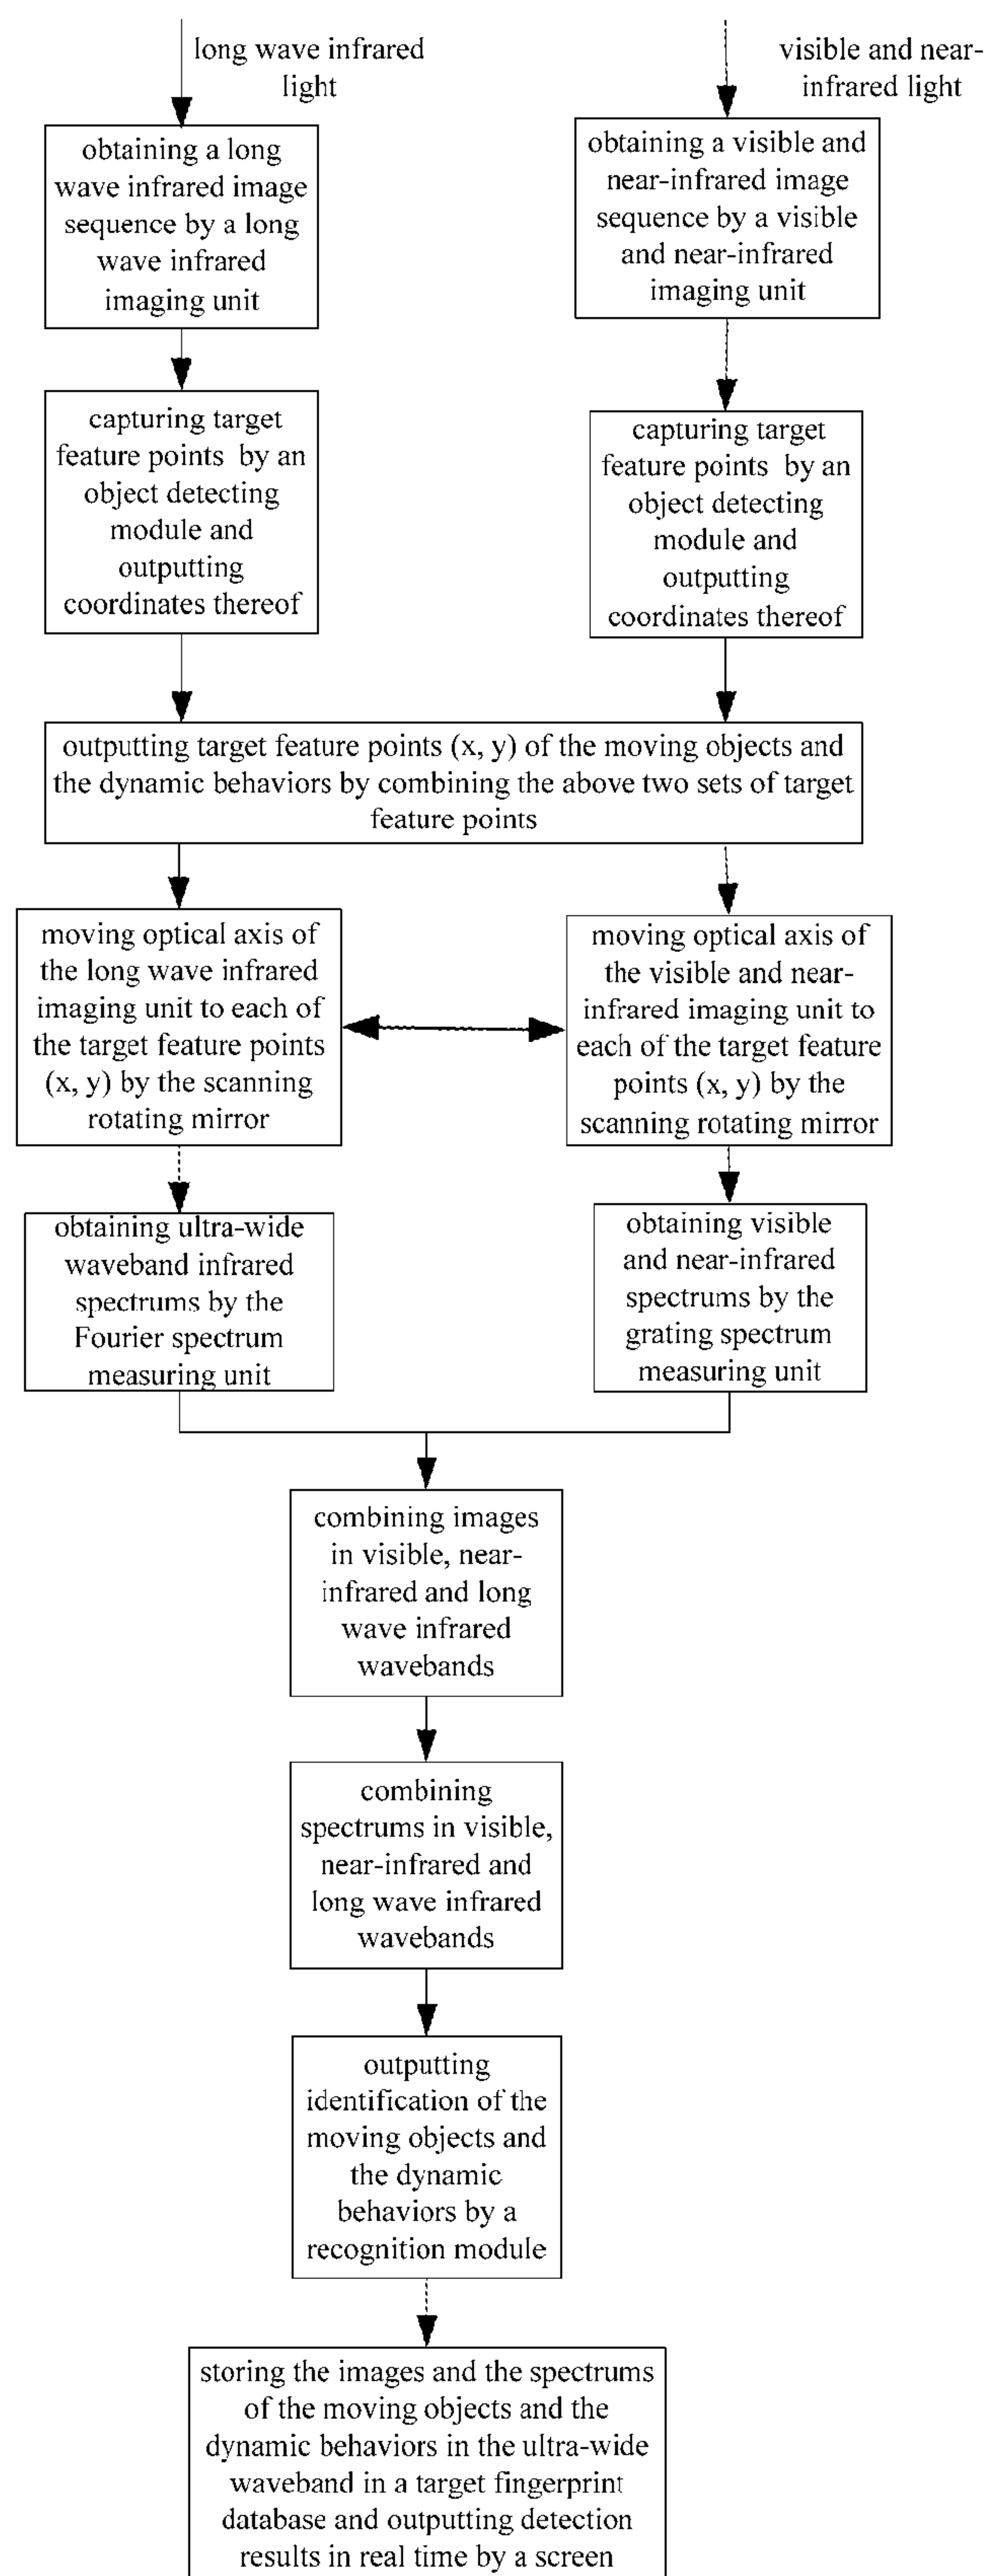 long wave infrared
light
visible and near-
infrared light
obtaining a long
wave infrared image
sequence by a long
wave infrared
imaging unit
obtaining a visible and
near-infrared image
sequence by a visible
and near-infrared
imaging unit
capturing target
feature points by an
object detecting
module and
outputting
coordinates thereof
capturing target
feature points by an
object detecting
module and
outputting
coordinates thereof
outputting target feature points (x, y) of the moving objects and
the dynamic behaviors by combining the above two sets of target
feature points
moving optical axis of
the long wave infrared
imaging unit to each of
the target feature points
(x, y) by the scanning
rotating mirror
moving optical axis of
the visible and near-
infrared imaging unit to
each of the target feature
points (x, y) by the
scanning rotating mirror
obtaining ultra-wide
waveband infrared
spectrums by the
Fourier spectrum
measuring unit
obtaining visible
and near-infrared
spectrums by the
grating spectrum
measuring unit
combining images
in visible, near-
infrared and long
wave infrared
wavebands
combining
spectrums in visible,
near-infrared and
long wave infrared
wavebands
outputting
identification of the
moving objects and
the dynamic
behaviors by a
recognition module
storing the images and the spectrums
of the moving objects and the
dynamic behaviors in the ultra-wide
waveband in a target fingerprint
database and outputting detection
results in real time by a screen